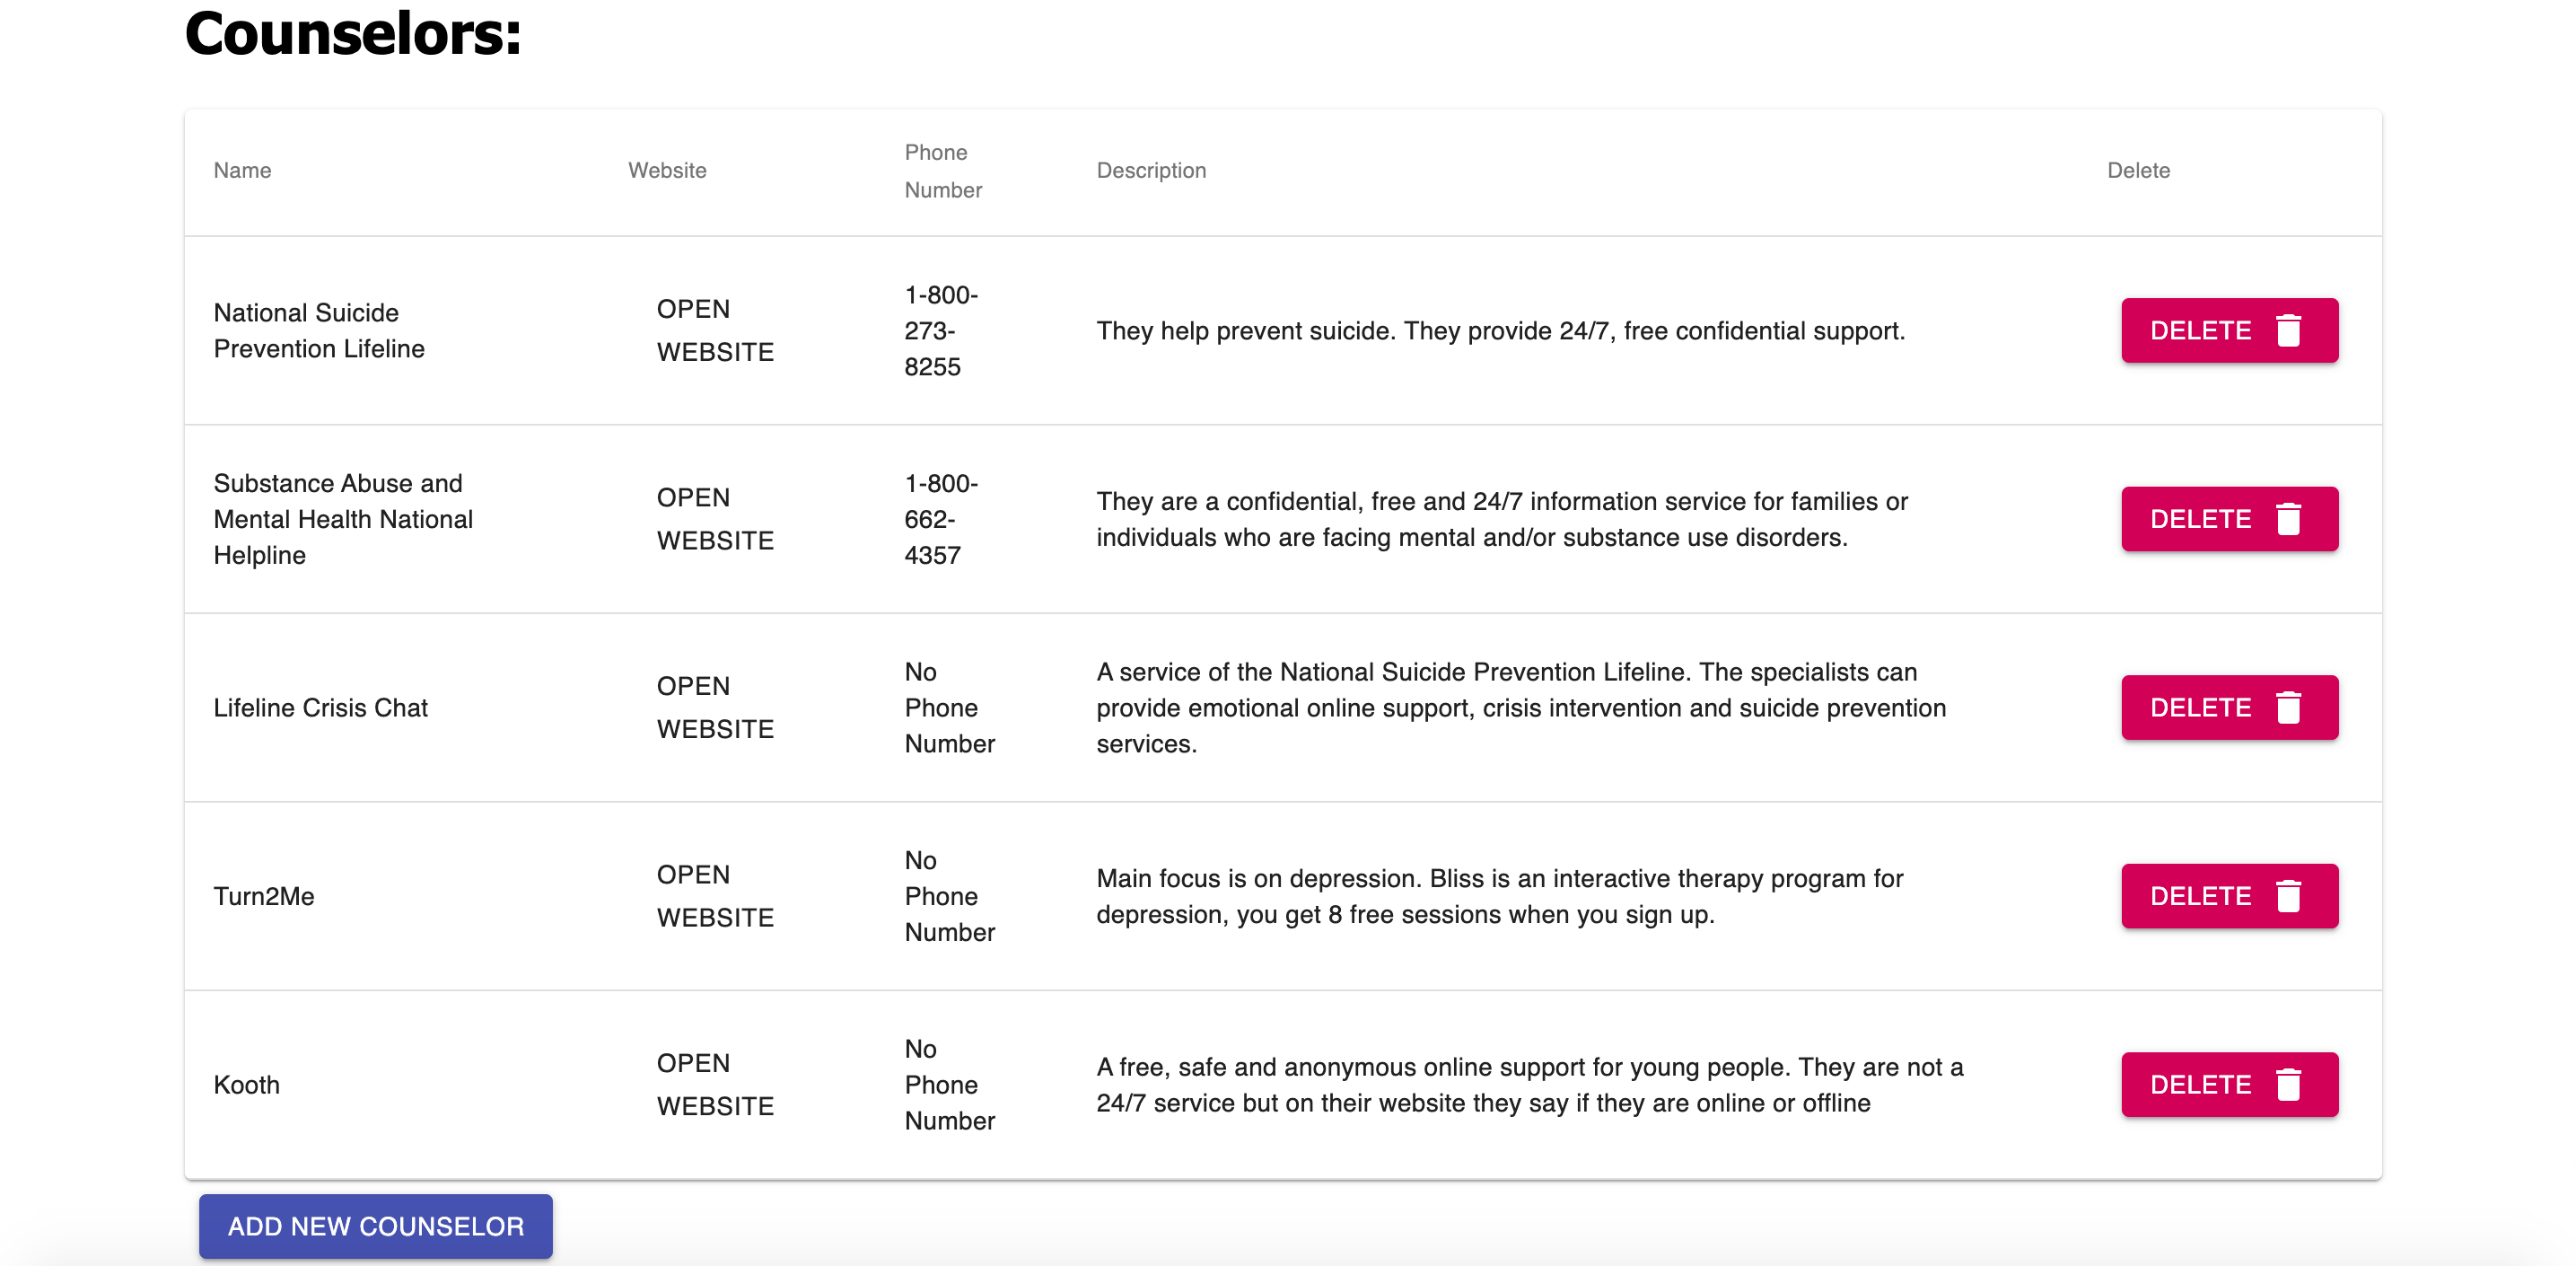 Counselors:
Name
Website
Phone
Number
Description
Delete
National Suicide
Prevention Lifeline
OPEN
WEBSITE
1-800-
273-
8255
They help prevent suicide. They provide 24/7, free confidential support.
DELETE
Substance Abuse and
Mental Health National
Helpline
OPEN
WEBSITE
1-800-
662-
4357
They are a confidential, free and 24/7 information service for families or
individuals who are facing mental and/or substance use disorders.
DELETE
Lifeline Crisis Chat
OPEN
WEBSITE
No
Phone
Number
A service of the National Suicide Prevention Lifeline. The specialists can
provide emotional online support, crisis intervention and suicide prevention
services.
DELETE
Turn2Me
OPEN
WEBSITE
No
Phone
Number
Main focus is on depression. Bliss is an interactive therapy program for
depression, you get 8 free sessions when you sign up.
DELETE
Kooth
OPEN
WEBSITE
No
Phone
Number
A free, safe and anonymous online support for young people. They are not a
24/7 service but on their website they say if they are online or offline
DELETE
ADD NEW COUNSELOR